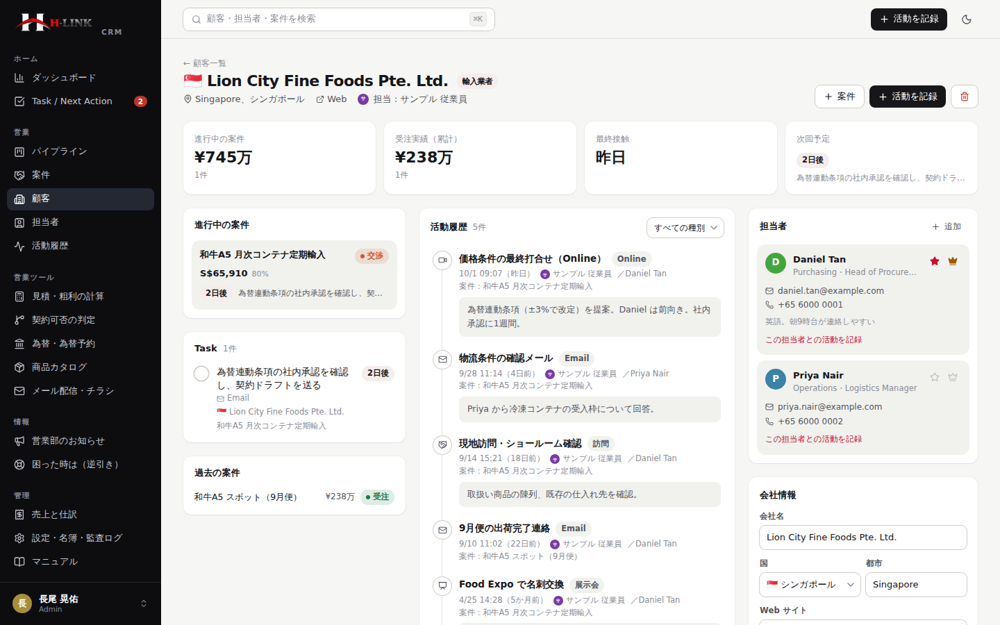 H-LINK CRM
ホーム
ダッシュボード
Task / Next Action 2
営業
パイプライン
案件
顧客
担当者
活動履歴
営業ツール
見積・粗利の計算
契約可否の判定
為替・為替予約
商品カタログ
メール配信・チラシ
情報
営業部のお知らせ
困った時は（逆引き）
管理
売上と仕訳
設定・名簿・監査ログ
マニュアル
長 長尾 晃佑
Admin
顧客・担当者・案件を検索 ⌘K
＋ 活動を記録
← 顧客一覧
🇸🇬 Lion City Fine Foods Pte. Ltd. 輸入業者
Singapore、シンガポール Web サ 担当：サンプル 従業員
＋ 案件 ＋ 活動を記録
進行中の案件
¥745万
1件
受注実績（累計）
¥238万
1件
最終接触
昨日
次回予定
2日後
為替連動条項の社内承認を確認し、契約ドラ…
進行中の案件
和牛A5 月次コンテナ定期輸入 交渉
S$65,910 80%
2日後 為替連動条項の社内承認を確認し、契…
Task 1件
為替連動条項の社内承認を確認 2日後
し、契約ドラフトを送る
Email
🇸🇬 Lion City Fine Foods Pte. Ltd.
和牛A5 月次コンテナ定期輸入
過去の案件
和牛A5 スポット（9月便） ¥238万 受注
活動履歴 5件 すべての種別
価格条件の最終打合せ（Online） Online
10/1 09:07（昨日） サ サンプル 従業員 ／Daniel Tan
案件：和牛A5 月次コンテナ定期輸入
為替連動条項（±3%で改定）を提案。Daniel は前向き。社内
承認に1週間。
物流条件の確認メール Email
9/28 11:14（4日前） サ サンプル 従業員 ／Priya Nair
案件：和牛A5 月次コンテナ定期輸入
Priya から冷凍コンテナの受入枠について回答。
現地訪問・ショールーム確認 訪問
9/14 15:21（18日前） サ サンプル 従業員 ／Daniel Tan
案件：和牛A5 月次コンテナ定期輸入
取扱い商品の陳列、既存の仕入れ先を確認。
9月便の出荷完了連絡 Email
9/10 11:02（22日前） サ サンプル 従業員 ／Daniel Tan
案件：和牛A5 スポット（9月便）
Food Expo で名刺交換 展示会
4/25 14:28（5か月前） サ サンプル 従業員 ／Daniel Tan
案件：和牛A5 月次コンテナ定期輸入
担当者 ＋ 追加
D Daniel Tan
Purchasing・Head of Procure…
daniel.tan@example.com
+65 6000 0001
英語。朝9時台が連絡しやすい
この担当者との活動を記録
P Priya Nair
Operations・Logistics Manager
priya.nair@example.com
+65 6000 0002
この担当者との活動を記録
会社情報
会社名
Lion City Fine Foods Pte. Ltd.
国 都市
🇸🇬 シンガポール Singapore
Web サイト